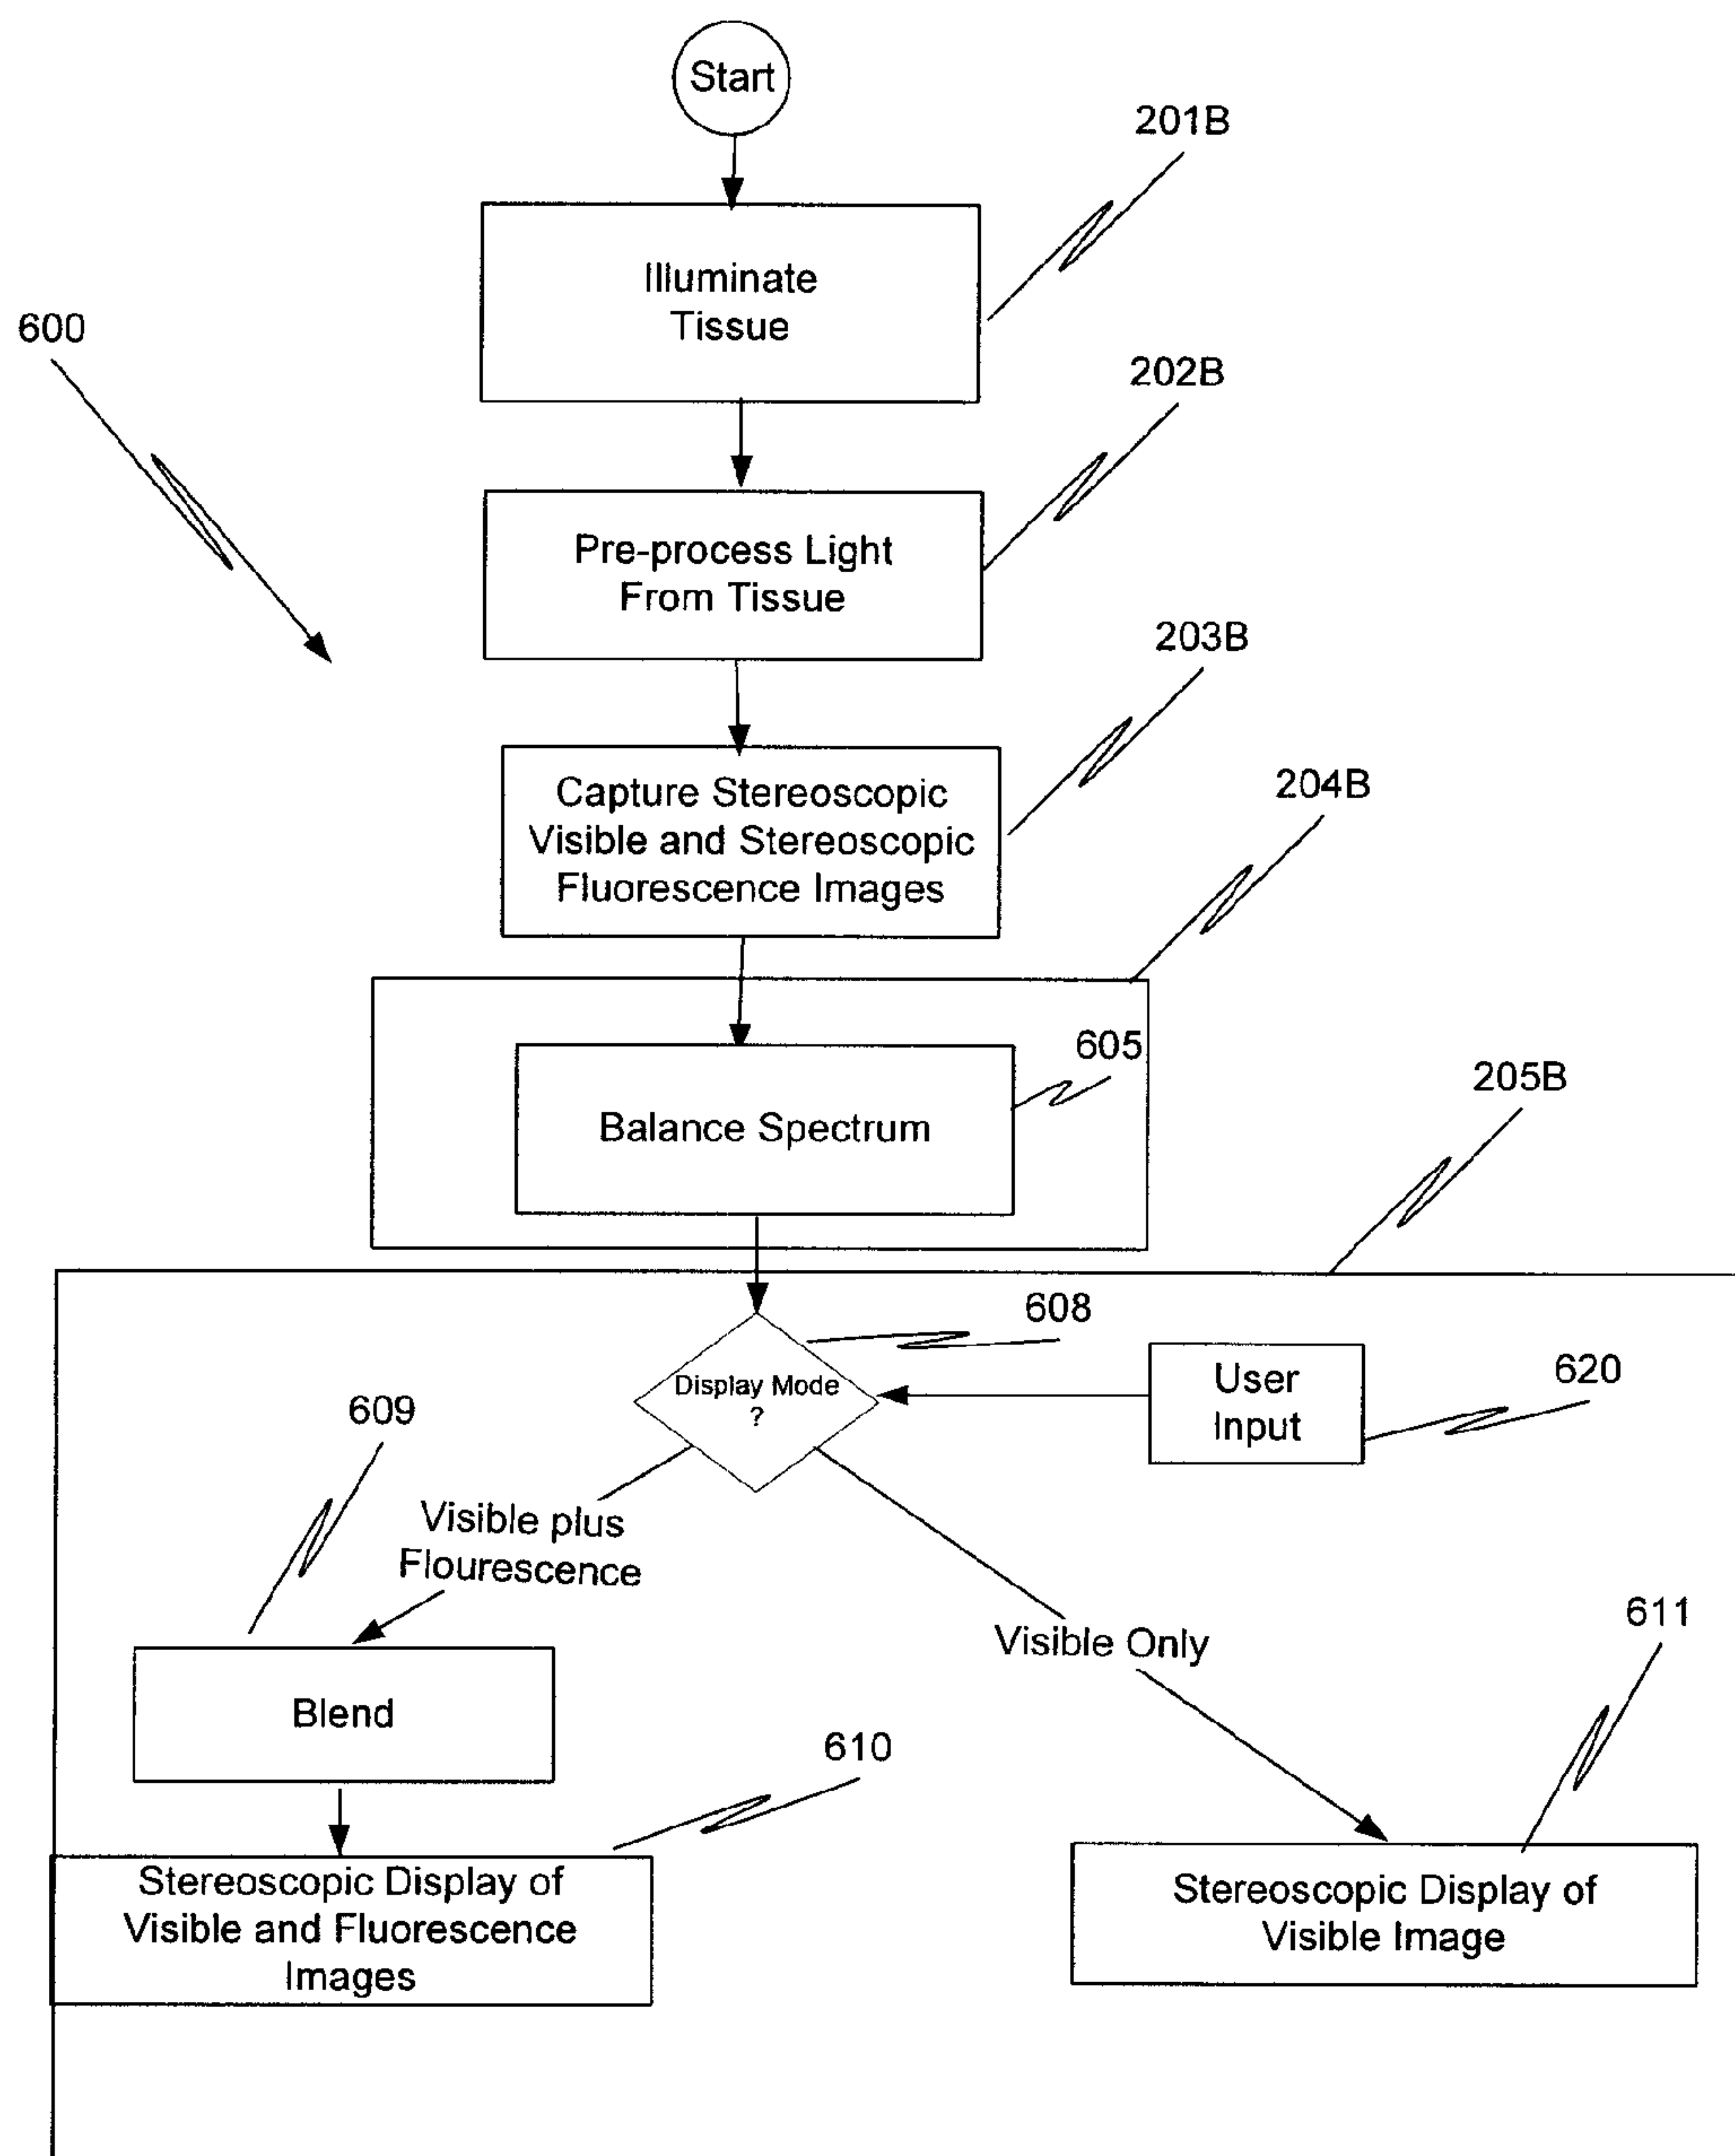 Start
201B
Illuminate
Tissue
600
202B
Pre-process Light
From Tissue
203B
Capture Stereoscopic
Visible and Stereoscopic
Fluorescence Images
204B
605
Balance Spectrum
205B
608
Display Mode
?
User
Input
620
609
Visible plus
Flourescence
Visible Only
611
Blend
610
Stereoscopic Display of
Visible and Fluorescence
Images
Stereoscopic Display of
Visible Image